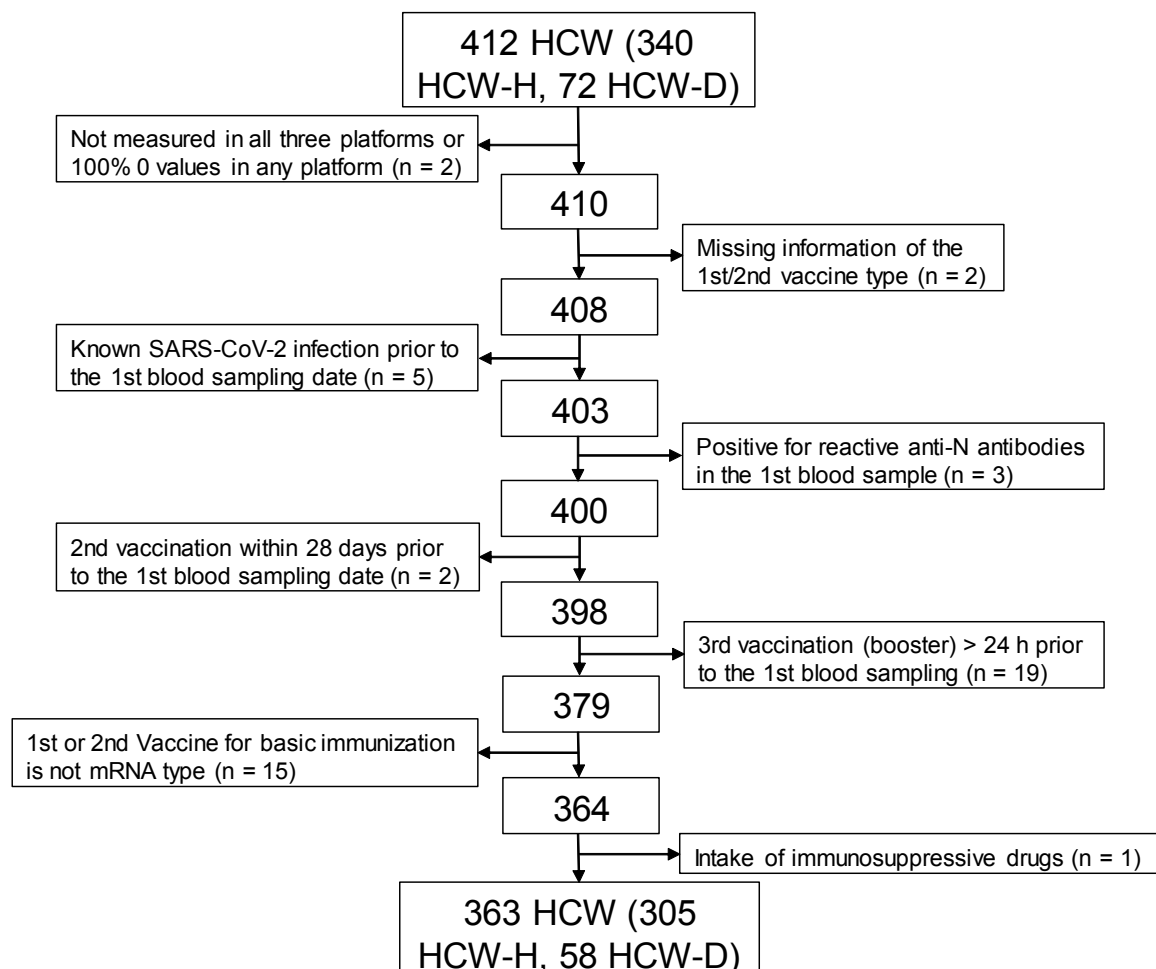 412 HCW (340
HCW-H, 72 HCW-D)
Not measured in all three platforms or
100% 0 values in any platform (n = 2)
410
Missing information of the
1st/2nd vaccine type (n = 2)
408
Known SARS-CoV-2 infection prior to
the 1st blood sampling date (n = 5)
403
Positive for reactive anti-N antibodies
in the 1st blood sample (n = 3)
400
2nd vaccination within 28 days prior
to the 1st blood sampling date (n = 2)
398
3rd vaccination (booster) > 24 h prior
to the 1st blood sampling (n = 19)
379
1st or 2nd Vaccine for basic immunization
is not mRNA type (n = 15)
364
Intake of immunosuppressive drugs (n = 1)
363 HCW (305
HCW-H, 58 HCW-D)